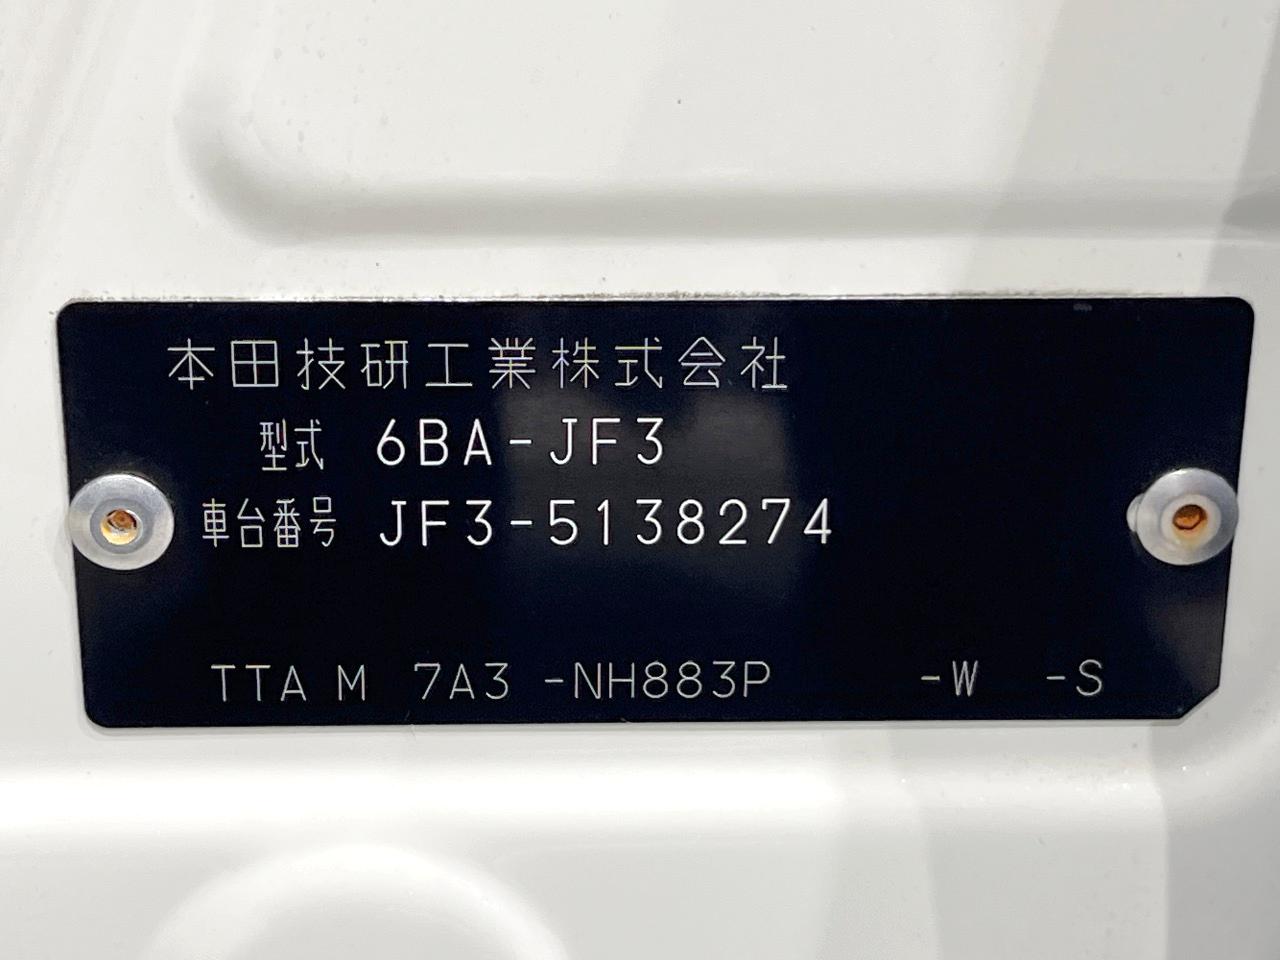 本田技研工業株式会社
型式 6BA-JF3
車台番号 JF3-5138274
TTA M 7A3 -NH883P -W -S